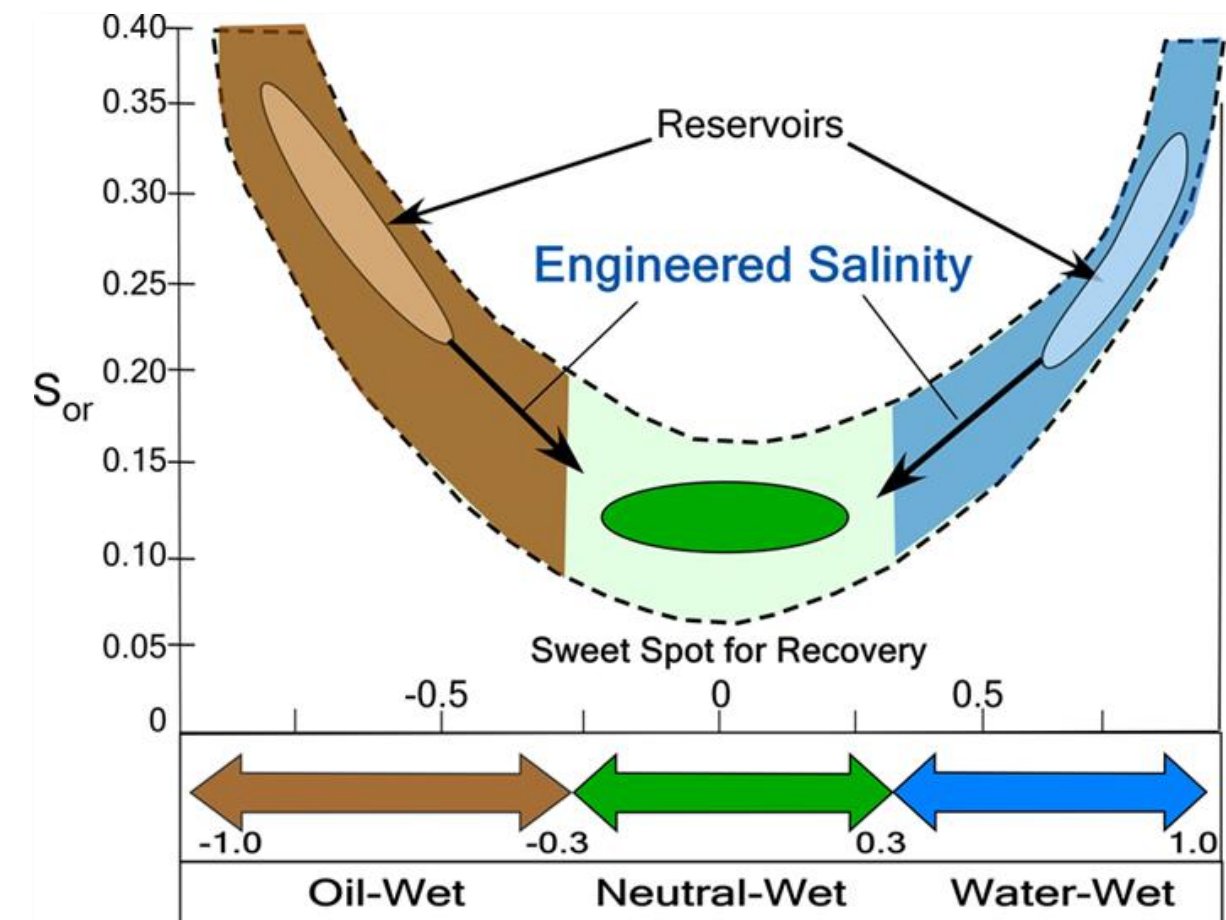 0.40
0.35
Reservoirs
0.30
Engineered Salinity
0.25
0.20
Sor
0.15
0.10
0.05
Sweet Spot for Recovery
-0.5 0 0.5
0
-1.0 -0.3 0.3 1.0
Oil-Wet Neutral-Wet Water-Wet